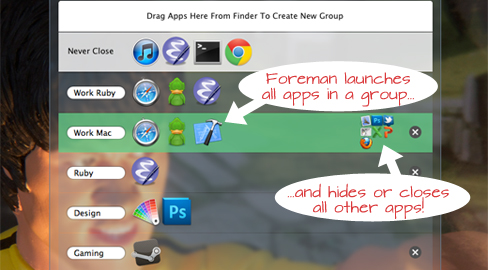 Drag Apps Here From Finder To Create New Group
Never Close
Foreman launches
all apps in a group...
Work Ruby
Work Mac
Ruby
...and hides or closes
all other apps!
Design
Ps
Gaming